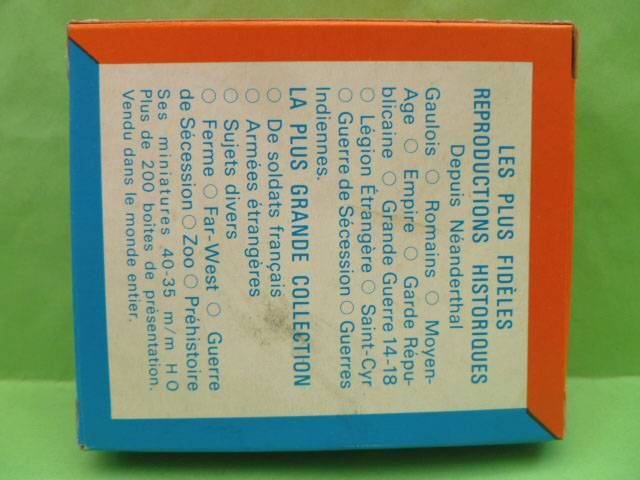 LES PLUS FIDÈLES
REPRODUCTIONS HISTORIQUES
Depuis Néanderthal
Gaulois ○ Romains ○ Moyen-
Age ○ Empire ○ Garde Répu-
blicaine ○ Grande Guerre 14-18
○ Légion Étrangère ○ Saint-Cyr
○ Guerre de Sécession ○ Guerres
Indiennes.
LA PLUS GRANDE COLLECTION
○ De soldats français
○ Armées étrangères
○ Sujets divers
○ Ferme ○ Far-West ○ Guerre
de Sécession ○ Zoo ○ Préhistoire
Ses miniatures 40-35 m/m HO
Plus de 200 boîtes de présentation.
Vendu dans le monde entier.